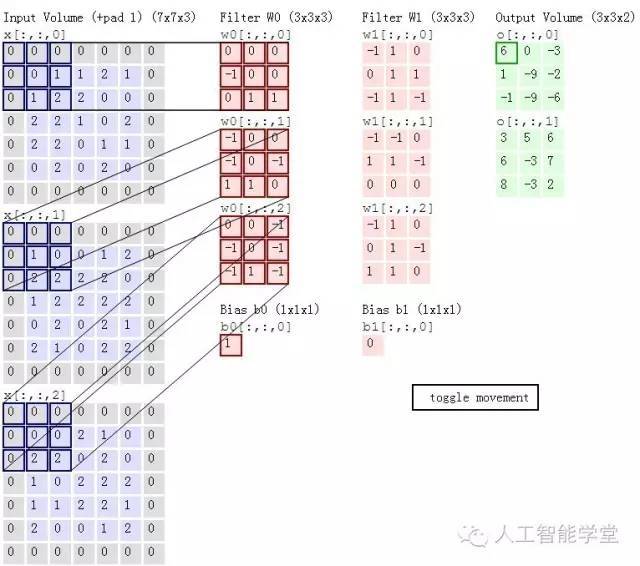 Input Volume (+pad 1) (7x7x3)
x[:,:,0]
0 0 0 0 0 0 0
0 0 1 1 2 1 0
0 1 2 2 0 0 0
0 2 2 1 0 2 0
0 2 2 0 1 1 0
0 0 2 0 2 0 0
0 0 0 0 0 0 0
x[:,:,1]
0 0 0 0 0 0 0
0 1 0 0 1 2 0
0 2 2 2 2 0 0
0 1 2 2 2 2 0
0 0 2 0 2 1 0
0 2 1 0 2 2 0
0 0 0 0 0 0 0
x[:,:,2]
0 0 0 0 0 0 0
0 0 0 2 1 0 0
0 2 2 0 2 0 0
0 1 0 2 2 2 0
0 1 1 2 2 1 0
0 2 0 0 1 2 0
0 0 0 0 0 0 0
Filter W0 (3x3x3)
w0[:,:,0]
0 0 0
-1 0 0
0 1 1
w0[:,:,1]
-1 0 0
-1 0 -1
1 1 0
w0[:,:,2]
0 0 -1
-1 0 -1
-1 1 -1
Bias b0 (1x1x1)
b0[:,:,0]
1
Filter W1 (3x3x3)
w1[:,:,0]
-1 1 0
0 1 1
-1 1 -1
w1[:,:,1]
-1 -1 0
1 1 -1
0 0 0
w1[:,:,2]
-1 1 0
0 1 -1
1 1 0
Bias b1 (1x1x1)
b1[:,:,0]
0
Output Volume (3x3x2)
o[:,:,0]
6 0 -3
1 -9 -2
-1 -9 -6
o[:,:,1]
3 5 6
6 -3 7
8 -3 2
toggle movement
人工智能学堂